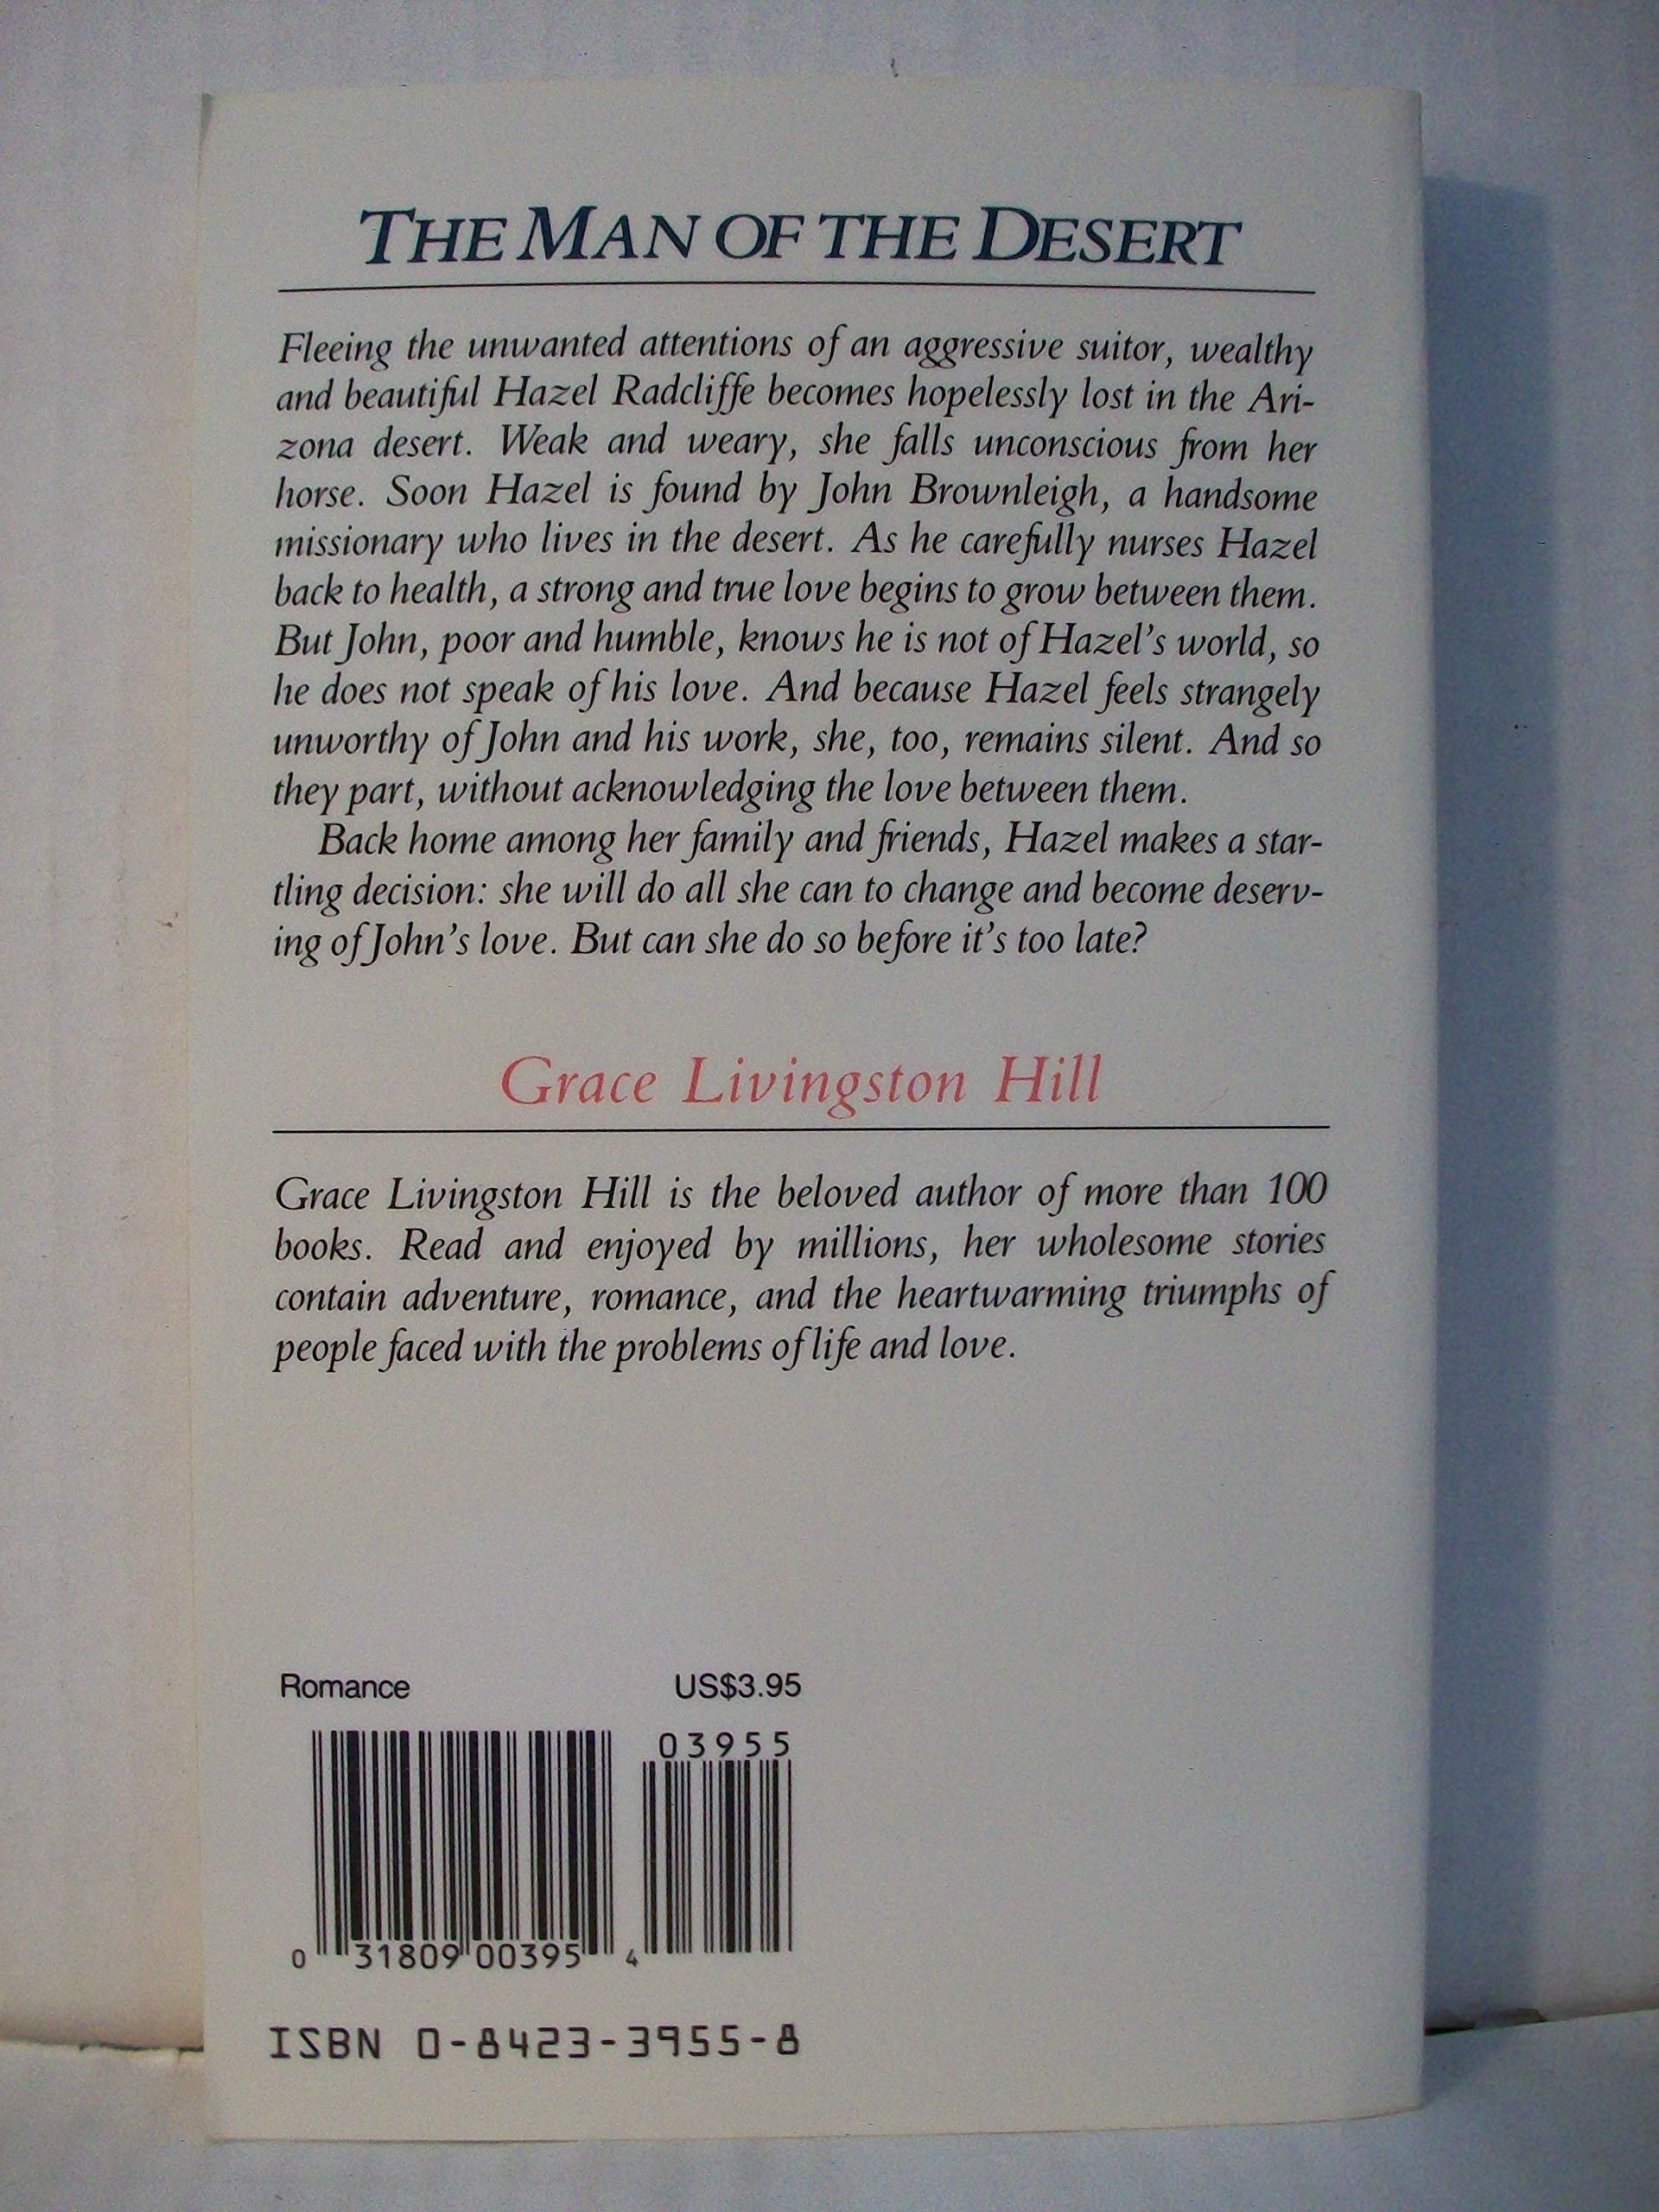 THE MAN OF THE DESERT
Fleeing the unwanted attentions of an aggressive suitor, wealthy
and beautiful Hazel Radcliffe becomes hopelessly lost in the Ari-
zona desert. Weak and weary, she falls unconscious from her
horse. Soon Hazel is found by John Brownleigh, a handsome
missionary who lives in the desert. As he carefully nurses Hazel
back to health, a strong and true love begins to grow between them.
But John, poor and humble, knows he is not of Hazel's world, so
he does not speak of his love. And because Hazel feels strangely
unworthy of John and his work, she, too, remains silent. And so
they part, without acknowledging the love between them.
Back home among her family and friends, Hazel makes a star-
tling decision: she will do all she can to change and become deserv-
ing of John's love. But can she do so before it's too late?
Grace Livingston Hill
Grace Livingston Hill is the beloved author of more than 100
books. Read and enjoyed by millions, her wholesome stories
contain adventure, romance, and the heartwarming triumphs of
people faced with the problems of life and love.
Romance US$3.95
03955
0 31809 00395 4
ISBN 0-8423-3955-8